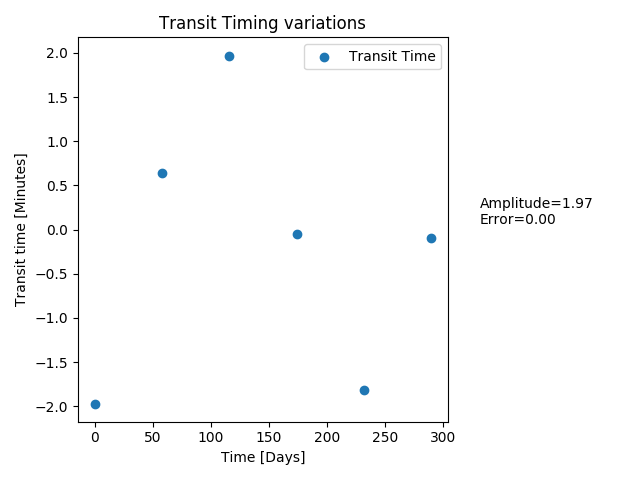 Transit Timing variations
Transit Time
2.0
1.5
1.0
0.5
0.0
−0.5
−1.0
−1.5
−2.0
Transit time [Minutes]
Amplitude=1.97
Error=0.00
0 50 100 150 200 250 300
Time [Days]